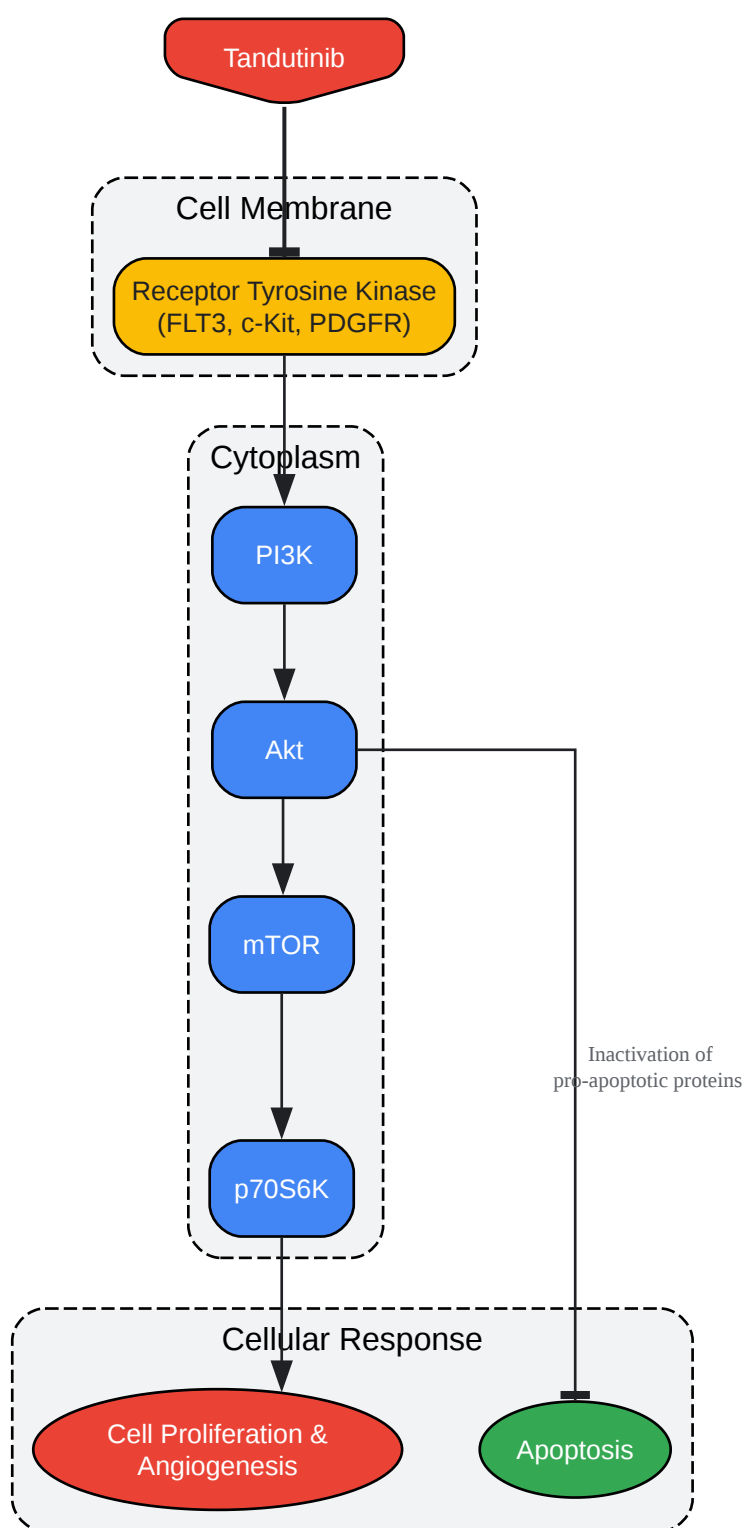 Tandutinib
Cell Membrane
Receptor Tyrosine Kinase
(FLT3, c-Kit, PDGFR)
Cytoplasm
PI3K
Akt
mTOR
Inactivation of
pro-apoptotic proteins
p70S6K
Cellular Response
Cell Proliferation &
Angiogenesis
Apoptosis